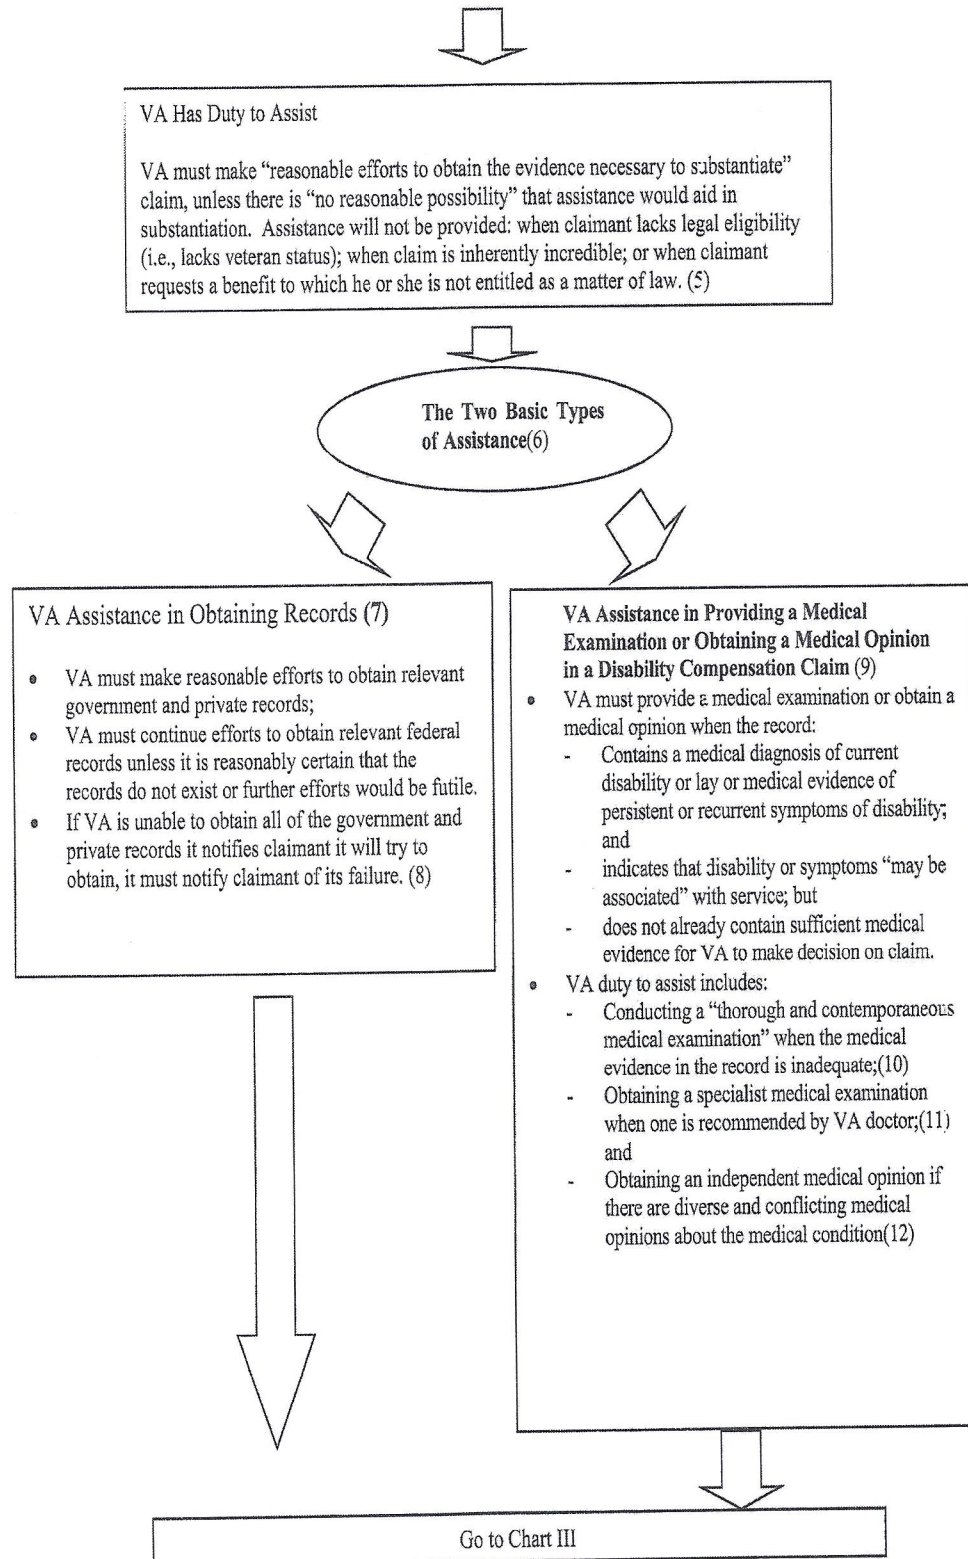 VA Has Duty to Assist
VA must make “reasonable efforts to obtain the evidence necessary to substantiate”
claim, unless there is “no reasonable possibility” that assistance would aid in
substantiation. Assistance will not be provided: when claimant lacks legal eligibility
(i.e., lacks veteran status); when claim is inherently incredible; or when claimant
requests a benefit to which he or she is not entitled as a matter of law. (5)
The Two Basic Types
of Assistance(6)
VA Assistance in Obtaining Records (7)
• VA must make reasonable efforts to obtain relevant
government and private records;
• VA must continue efforts to obtain relevant federal
records unless it is reasonably certain that the
records do not exist or further efforts would be futile.
• If VA is unable to obtain all of the government and
private records it notifies claimant it will try to
obtain, it must notify claimant of its failure. (8)
VA Assistance in Providing a Medical
Examination or Obtaining a Medical Opinion
in a Disability Compensation Claim (9)
• VA must provide a medical examination or obtain a
medical opinion when the record:
- Contains a medical diagnosis of current
disability or lay or medical evidence of
persistent or recurrent symptoms of disability;
and
- indicates that disability or symptoms “may be
associated” with service; but
- does not already contain sufficient medical
evidence for VA to make decision on claim.
• VA duty to assist includes:
- Conducting a “thorough and contemporaneous
medical examination” when the medical
evidence in the record is inadequate;(10)
- Obtaining a specialist medical examination
when one is recommended by VA doctor;(11)
and
- Obtaining an independent medical opinion if
there are diverse and conflicting medical
opinions about the medical condition(12)
Go to Chart III